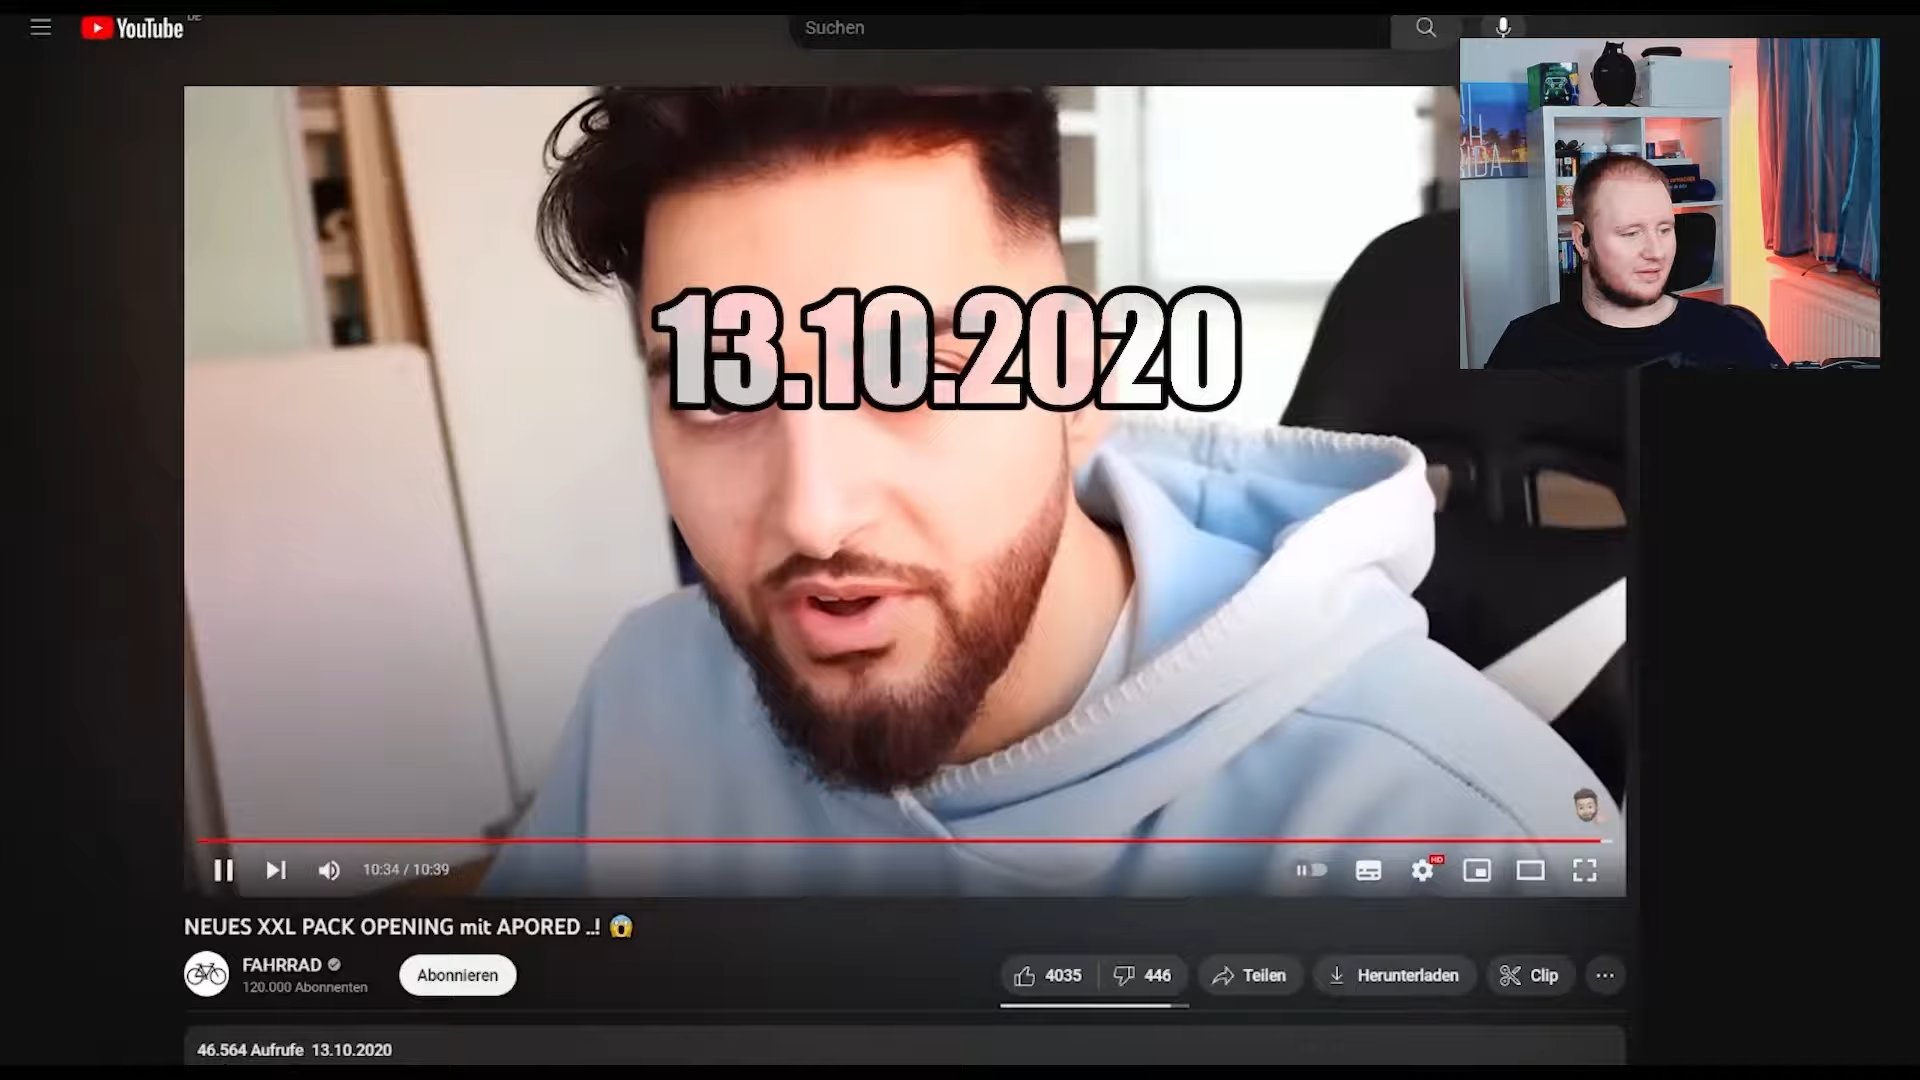 YouTube
DE
Suchen
13.10.2020
10:34 / 10:39
HD
NEUES XXL PACK OPENING mit APORED ..! 😱
FAHRRAD
120.000 Abonnenten
Abonnieren
4035
446
Teilen
Herunterladen
Clip
46.564 Aufrufe 13.10.2020